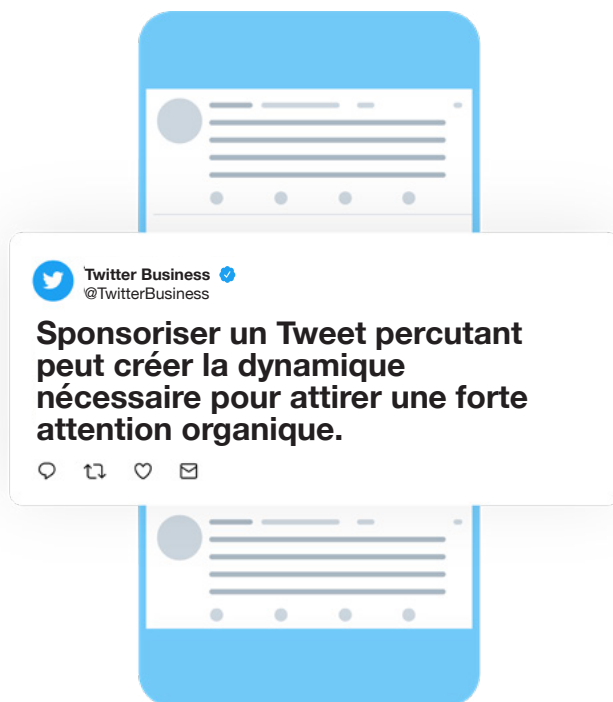 Twitter Business
@TwitterBusiness
Sponsoriser un Tweet percutant
peut créer la dynamique
nécessaire pour attirer une forte
attention organique.